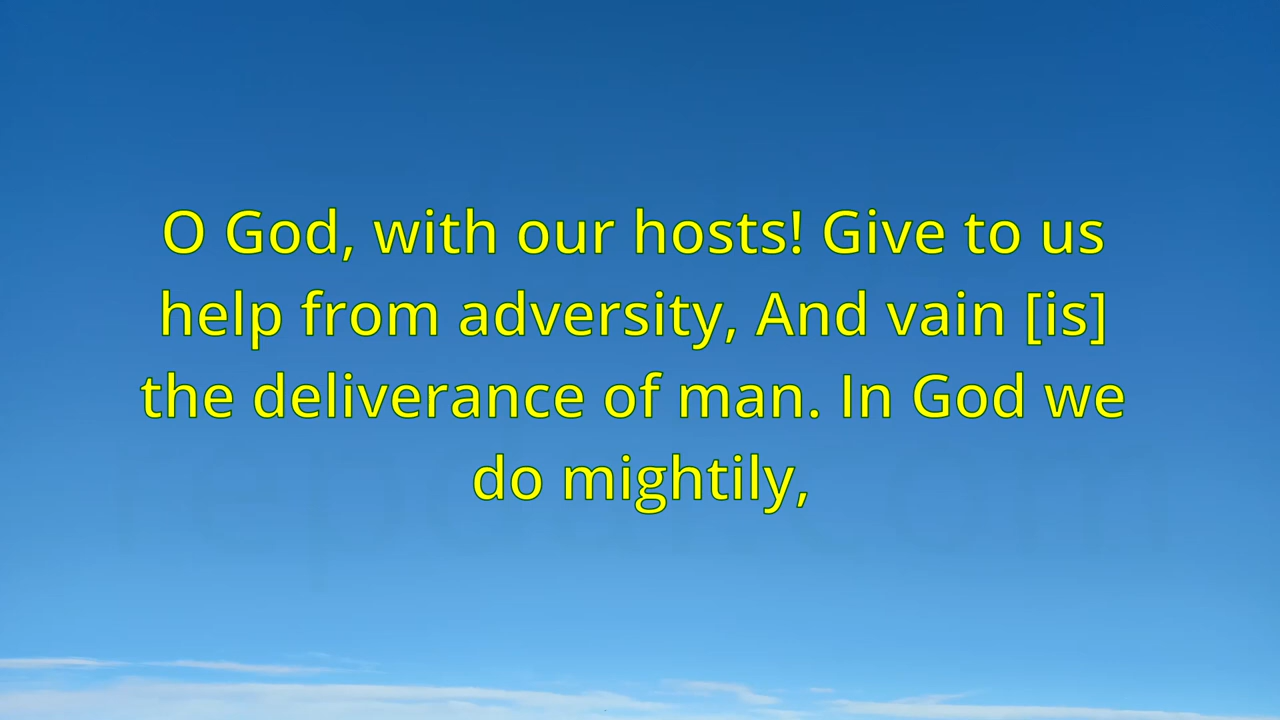 O God, with our hosts! Give to us
help from adversity, And vain [is]
the deliverance of man. In God we
do mightily,